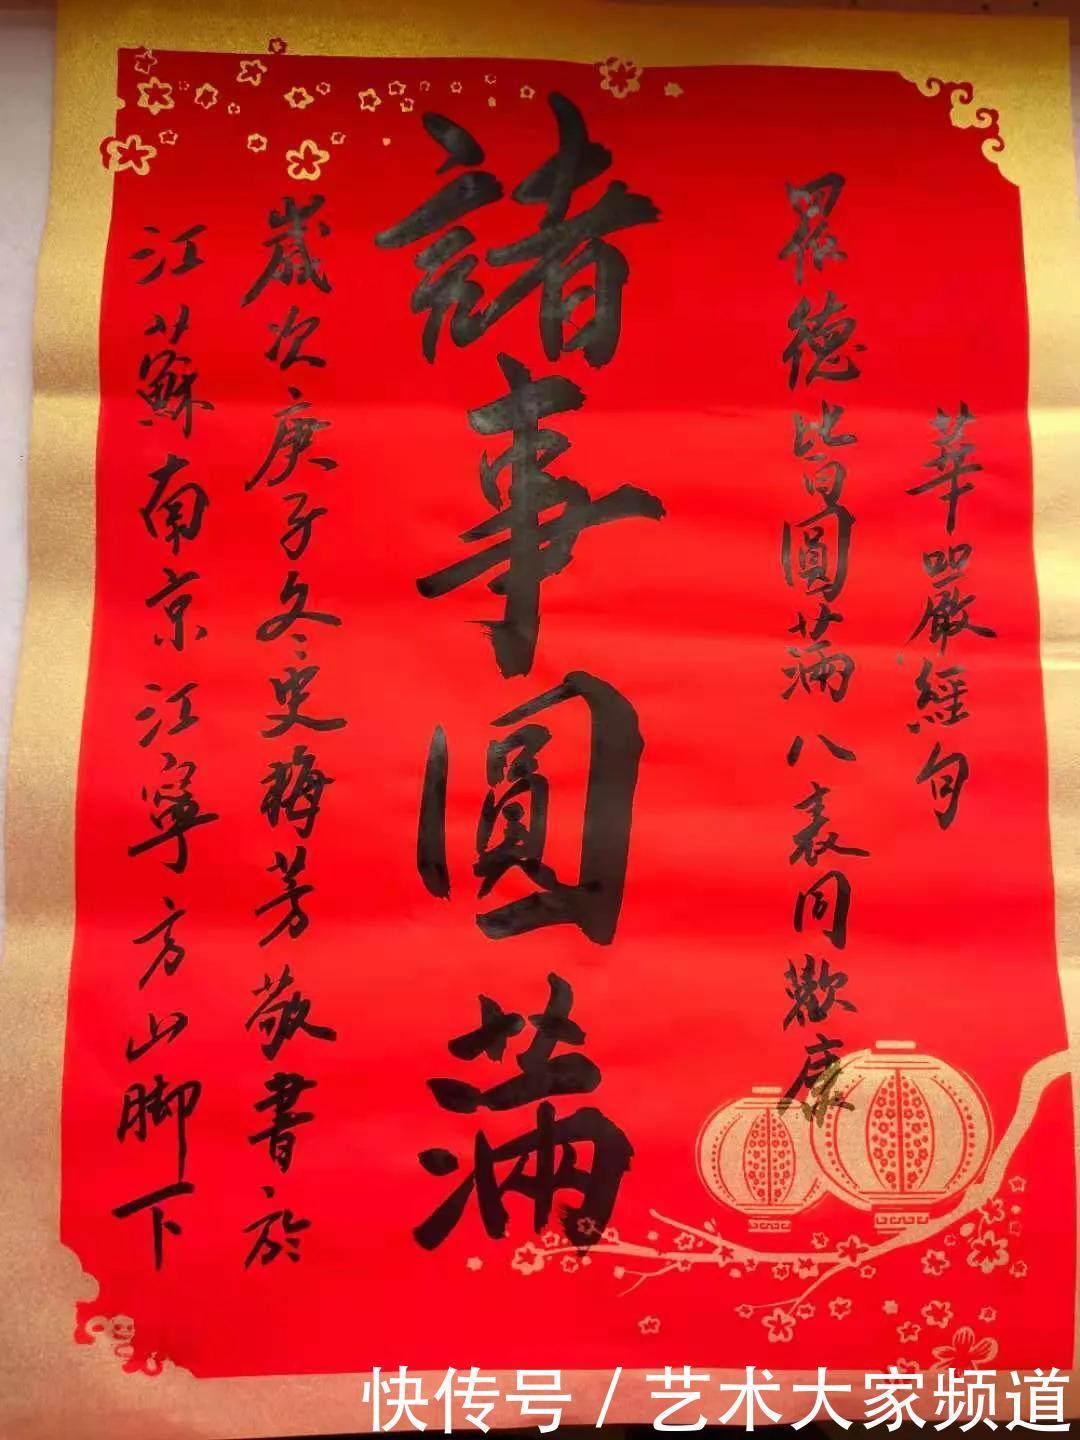 華嚴經句
眾德皆圓滿八表同歡康
諸事圓滿
歲次庚子冬史梅芳敬書於
江蘇南京江寧方山脚下
快传号/艺术大家频道